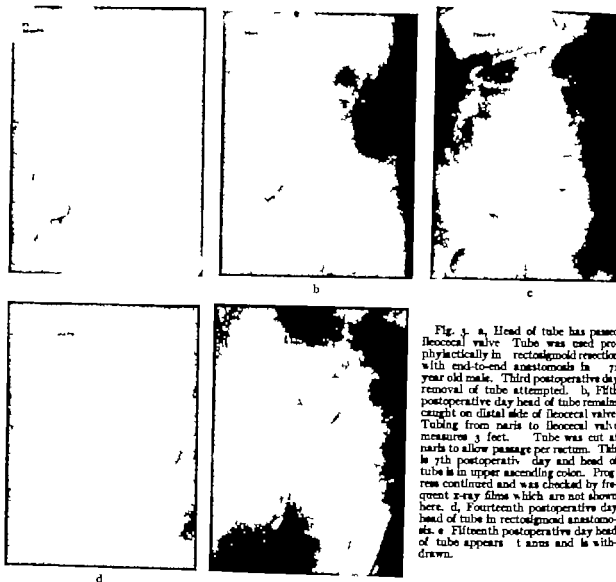 b
c
d
Fig. 3. a, Head of tube has passed
ileocecal valve Tube was used pro
phylactically in rectosigmoid resection
with end-to-end anastomosis in
year old male. Third postoperative day
removal of tube attempted. b, Fifth
postoperative day head of tube remains
caught on distal side of ileocecal valve
Tubing from naris to ileocecal valve
measures 3 feet. Tube was cut at
naris to allow passage per rectum. This
is 7th postoperativ day and head of
tube is in upper ascending colon. Prog
ress continued and was checked by fre
quent x-ray films which are not shown
here. d, Fourteenth postoperative day
head of tube in rectosigmoid anastomo-
sis. e Fifteenth postoperative day head
of tube appears t anus and is with-
drawn.